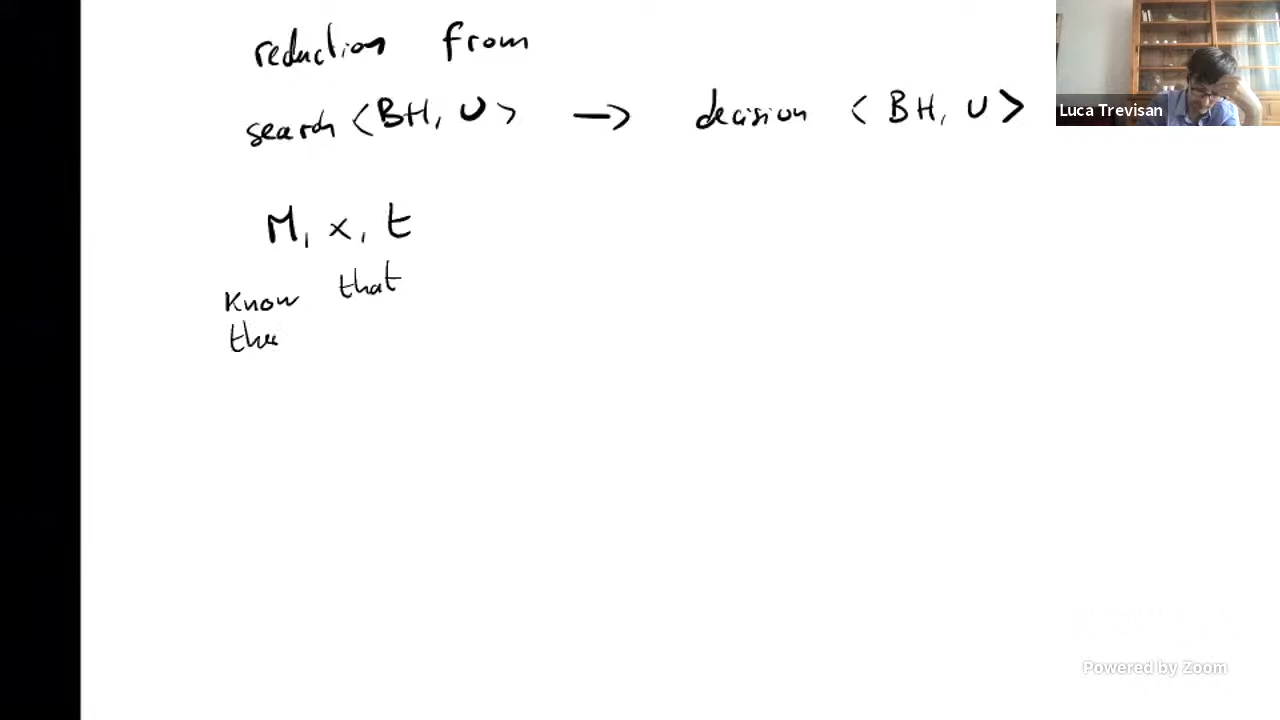 reduction from
search <BH, U> → decision <BH, U>
Luca Trevisan
M, x, t
Know that
the
Powered by Zoom